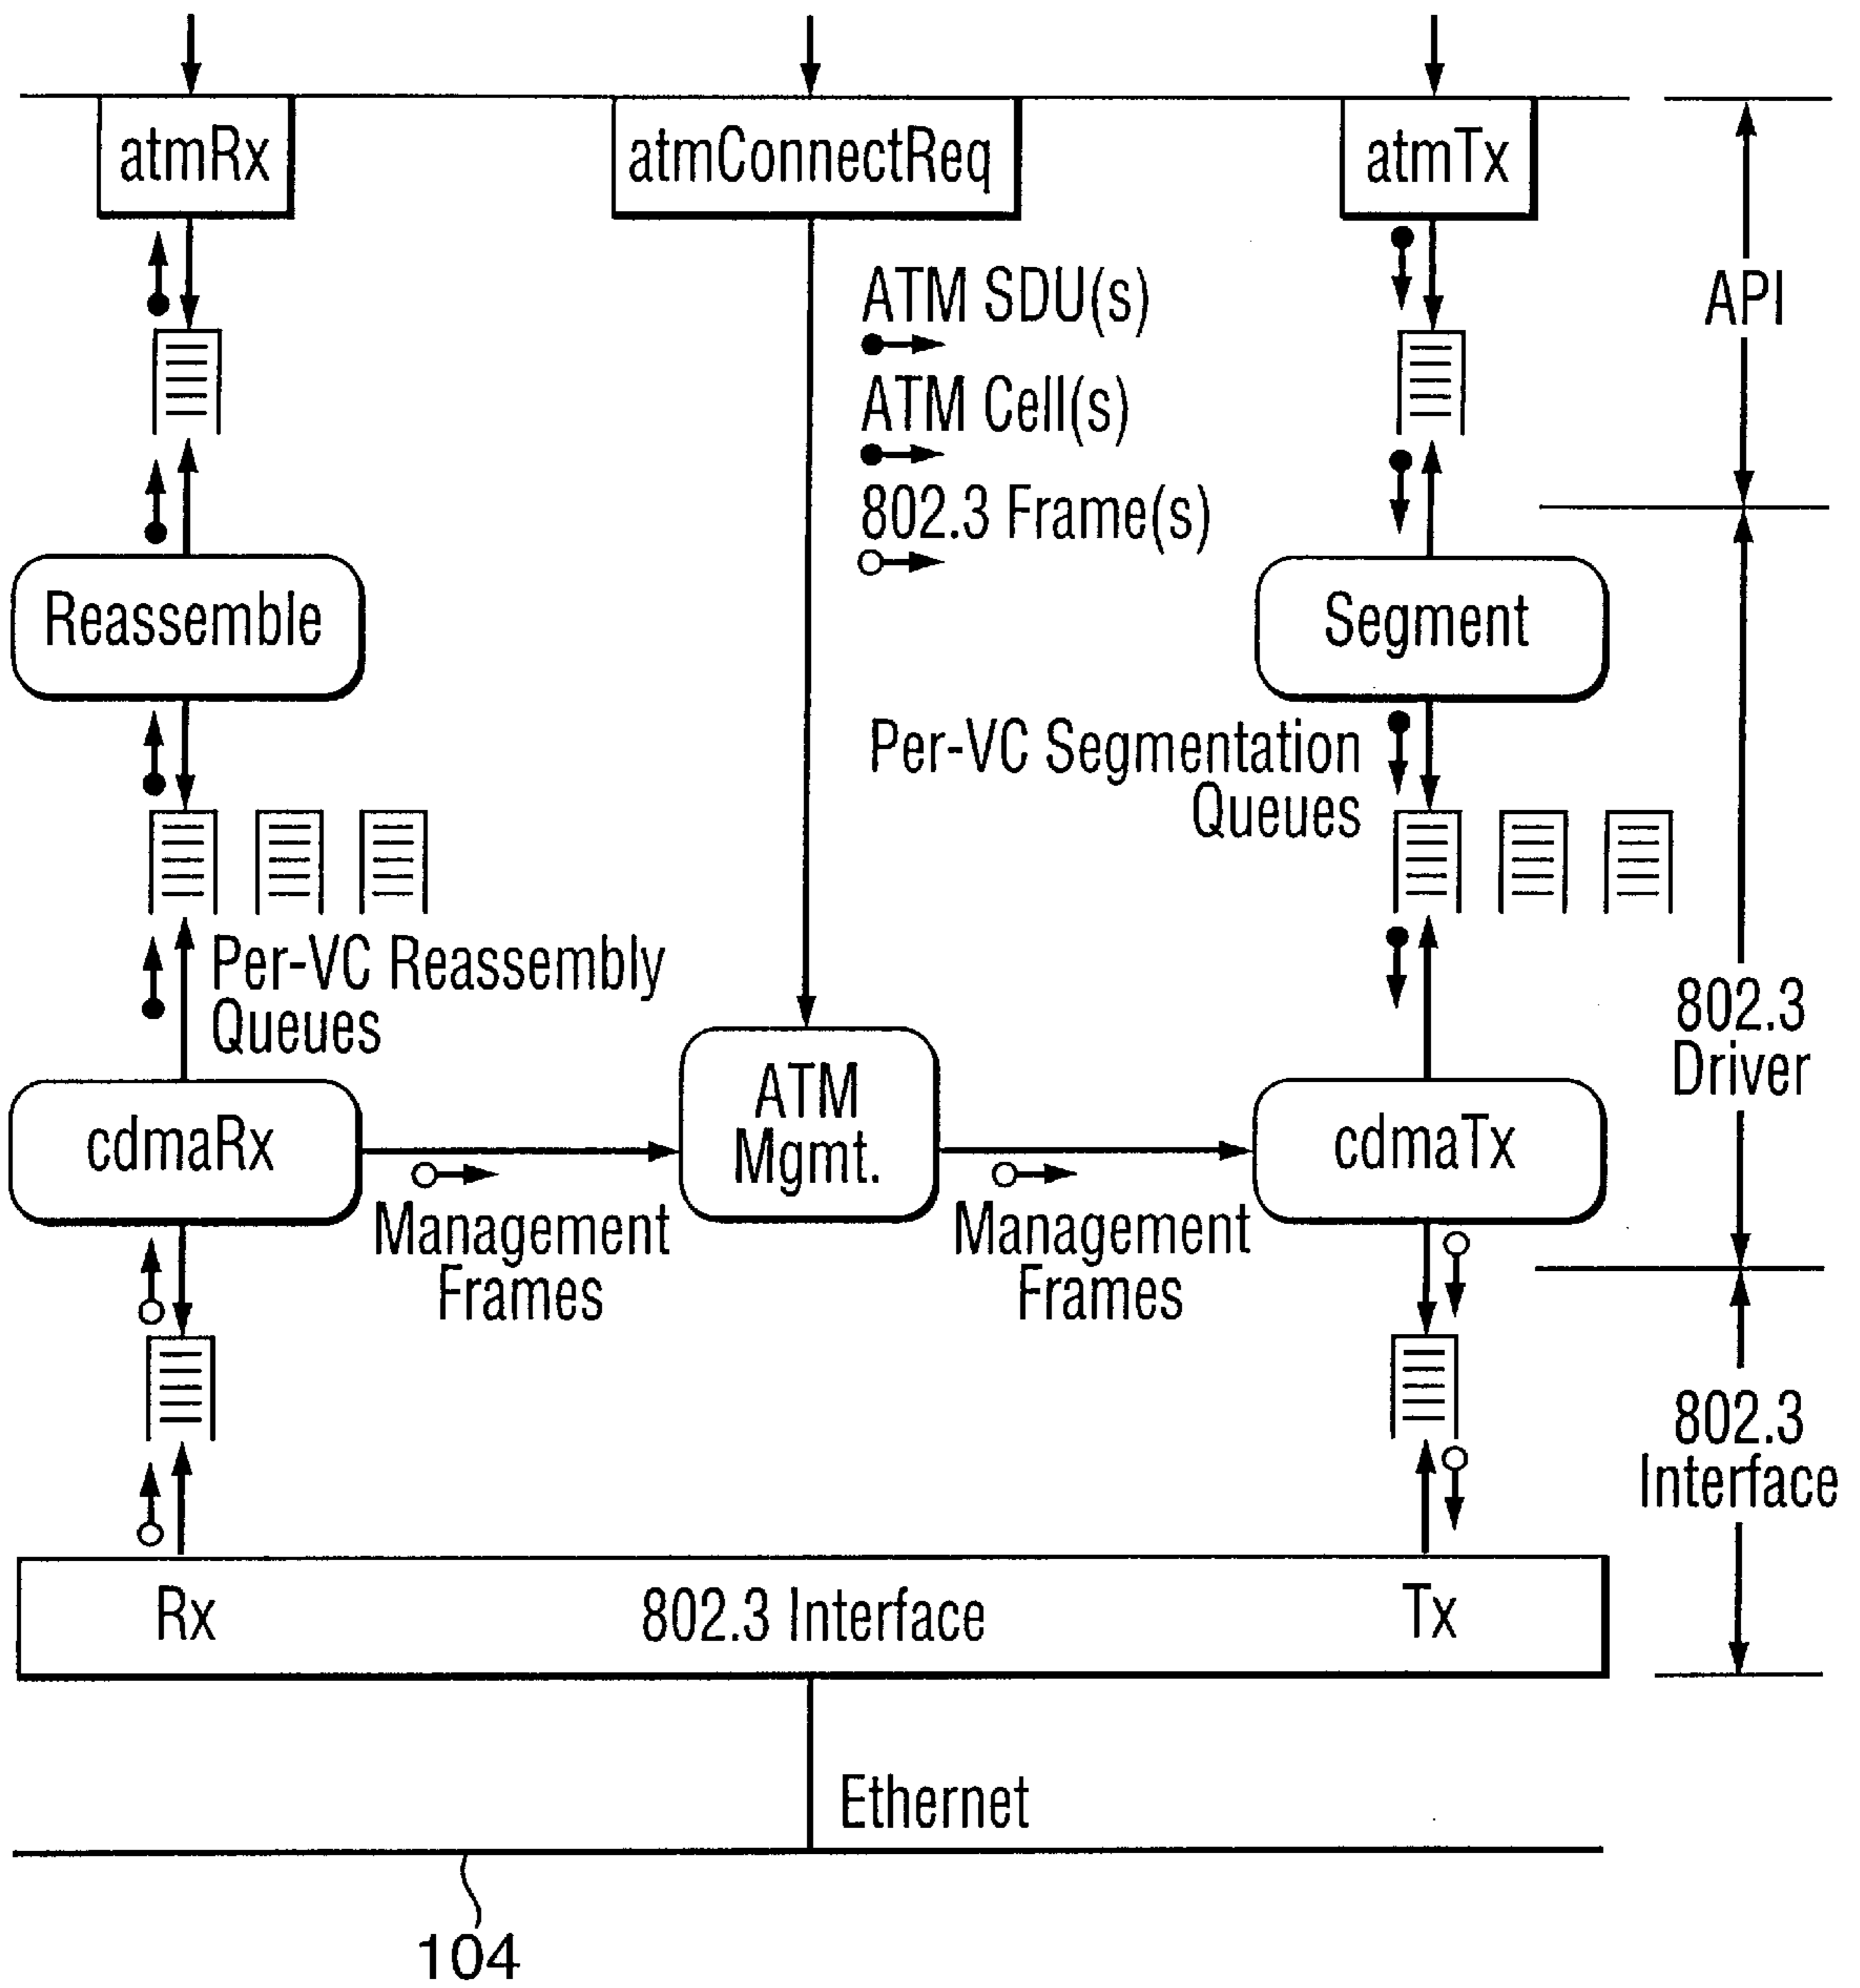 atmRx
atmConnectReq
atmTx
ATM SDU(s)
ATM Cell(s)
802.3 Frame(s)
API
Reassemble
Segment
Per-VC Segmentation
Queues
Per-VC Reassembly
Queues
802.3
Driver
cdmaRx
ATM
Mgmt.
cdmaTx
Management
Frames
Management
Frames
802.3
Interface
Rx
802.3 Interface
Tx
Ethernet
104